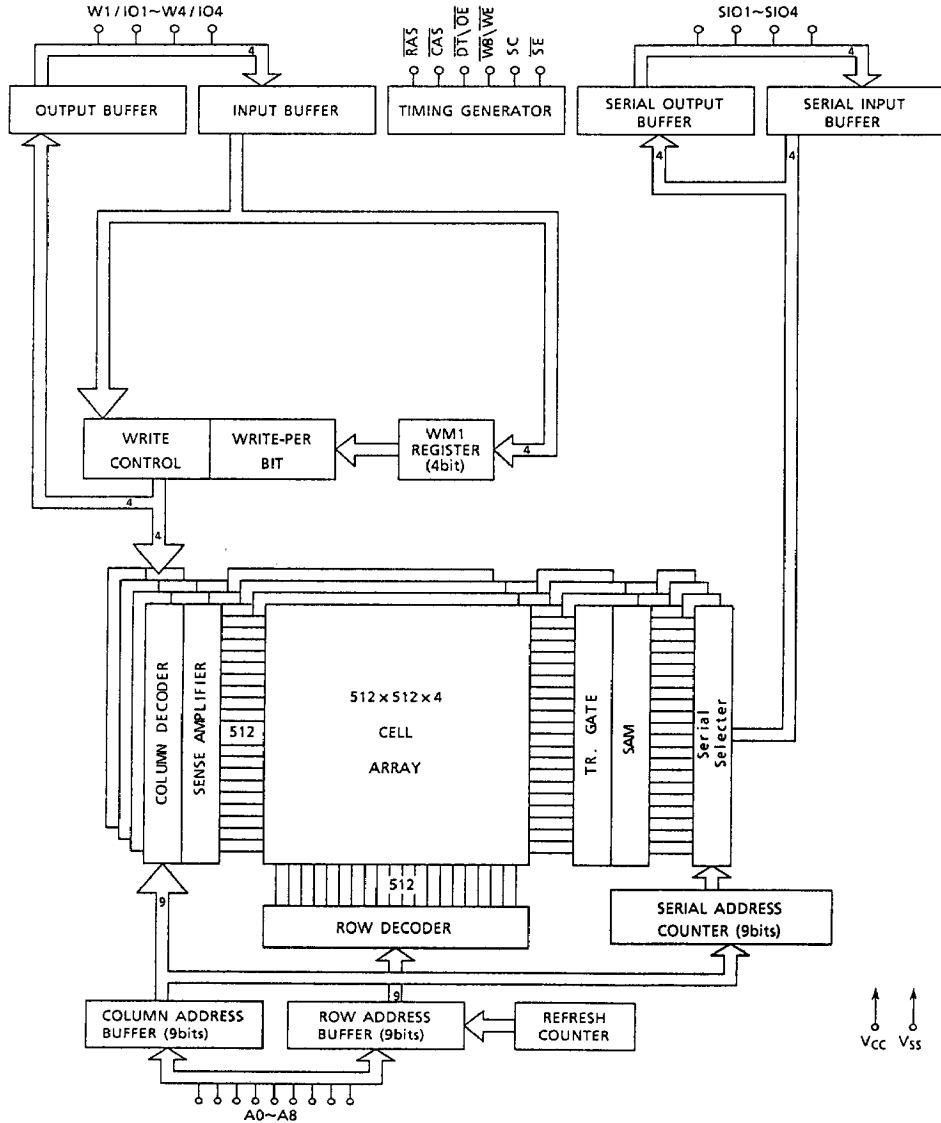 W1/IO1~W4/IO4
SIO1~SIO4
RAS
CAS
DT\OE
WB\WE
SC
SE
4
4
OUTPUT BUFFER
INPUT BUFFER
TIMING GENERATOR
SERIAL OUTPUT
BUFFER
SERIAL INPUT
BUFFER
4
4
WRITE
CONTROL
WRITE-PER
BIT
WM1
REGISTER
(4bit)
4
4
4
COLUMN DECODER
SENSE AMPLIFIER
512
512×512×4
CELL
ARRAY
TR. GATE
SAM
Serial
Selecter
512
9
ROW DECODER
SERIAL ADDRESS
COUNTER (9bits)
9
COLUMN ADDRESS
BUFFER (9bits)
ROW ADDRESS
BUFFER (9bits)
REFRESH
COUNTER
VCC
VSS
A0~A8